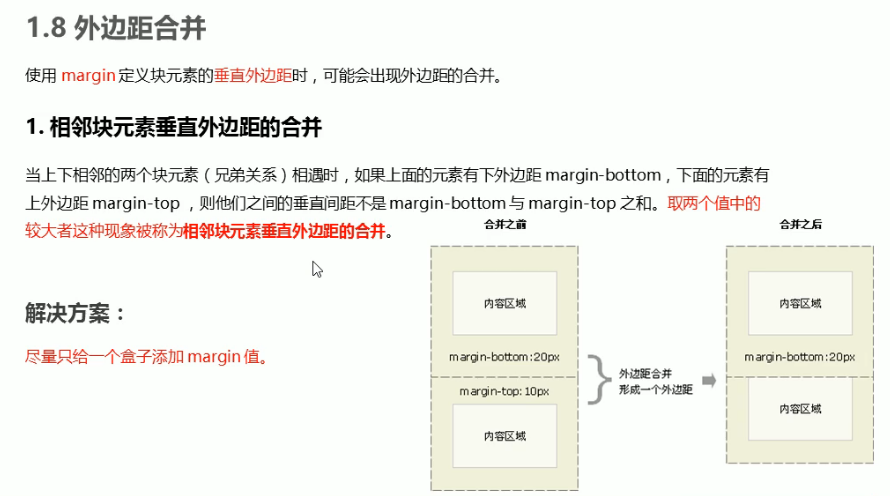 1.8 外边距合并
使用 margin 定义块元素的垂直外边距时，可能会出现外边距的合并。
1. 相邻块元素垂直外边距的合并
当上下相邻的两个块元素（兄弟关系）相遇时，如果上面的元素有下外边距 margin-bottom，下面的元素有
上外边距 margin-top ，则他们之间的垂直间距不是 margin-bottom 与 margin-top 之和。取两个值中的
较大者这种现象被称为相邻块元素垂直外边距的合并。
解决方案：
尽量只给一个盒子添加 margin 值。
合并之前
内容区域
margin-bottom:20px
margin-top:10px
内容区域
外边距合并
形成一个外边距
合并之后
内容区域
margin-bottom:20px
内容区域